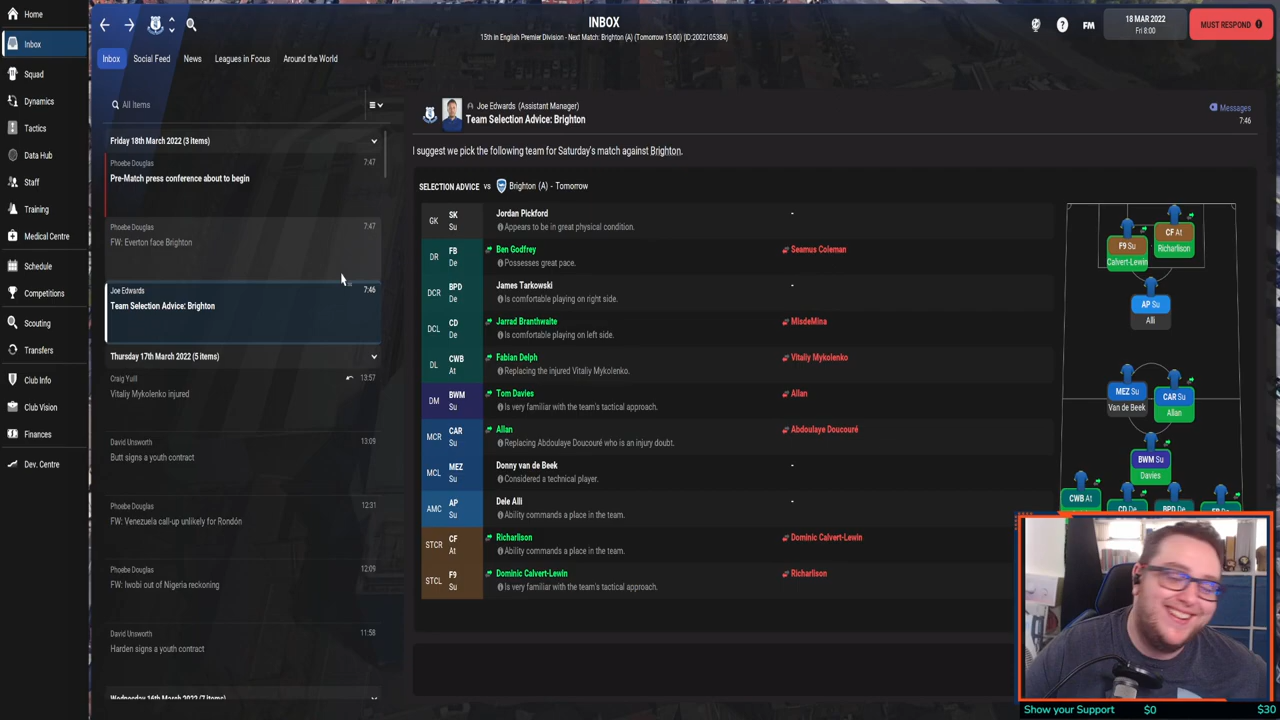 Home
Inbox
Squad
Dynamics
Tactics
Data Hub
Staff
Training
Medical Centre
Schedule
Competitions
Scouting
Transfers
Club Info
Club Vision
Finances
Dev. Centre
INBOX
15th in English Premier Division - Next Match: Brighton (A) (Tomorrow 15:00) (ID:2002105384)
FM
18 MAR 2022
Fri 8:00
MUST RESPOND
Inbox Social Feed News Leagues in Focus Around the World
All Items
Friday 18th March 2022 (3 Items)
Phoebe Douglas 7:47
Pre-Match press conference about to begin
Phoebe Douglas 7:47
FW: Everton face Brighton
Joe Edwards 7:46
Team Selection Advice: Brighton
Thursday 17th March 2022 (5 items)
Craig Yuill 13:57
Vitaliy Mykolenko injured
David Unsworth 13:09
Butt signs a youth contract
Phoebe Douglas 12:31
FW: Venezuela call-up unlikely for Rondón
Phoebe Douglas 12:09
FW: Iwobi out of Nigeria reckoning
David Unsworth 11:58
Harden signs a youth contract
Wednesday 16th March 2022 (7 items)
Joe Edwards (Assistant Manager)
Team Selection Advice: Brighton
Messages
7:46
I suggest we pick the following team for Saturday's match against Brighton.
SELECTION ADVICE vs Brighton (A) - Tomorrow
GK SK Su Jordan Pickford -
Appears to be in great physical condition.
DR FB De Ben Godfrey Seamus Coleman
Possesses great pace.
DCR BPD De James Tarkowski -
Is comfortable playing on right side.
DCL CD De Jarrad Branthwaite MisdeMina
Is comfortable playing on left side.
DL CWB At Fabian Delph Vitaliy Mykolenko
Replacing the injured Vitaliy Mykolenko.
DM BWM Su Tom Davies Allan
Is very familiar with the team's tactical approach.
MCR CAR Su Allan Abdoulaye Doucouré
Replacing Abdoulaye Doucouré who is an injury doubt.
MCL MEZ Su Donny van de Beek -
Considered a technical player.
AMC AP Su Dele Alli -
Ability commands a place in the team.
STCR CF At Richarlison Dominic Calvert-Lewin
Ability commands a place in the team.
STCL F9 Su Dominic Calvert-Lewin Richarlison
Is very familiar with the team's tactical approach.
CF At
Richarlison
F9 Su
Calvert-Lewin
AP Su
Alli
MEZ Su
Van de Beek
CAR Su
Allan
BWM Su
Davies
CWB At
CD De
BPD De
Show your Support $0 $30